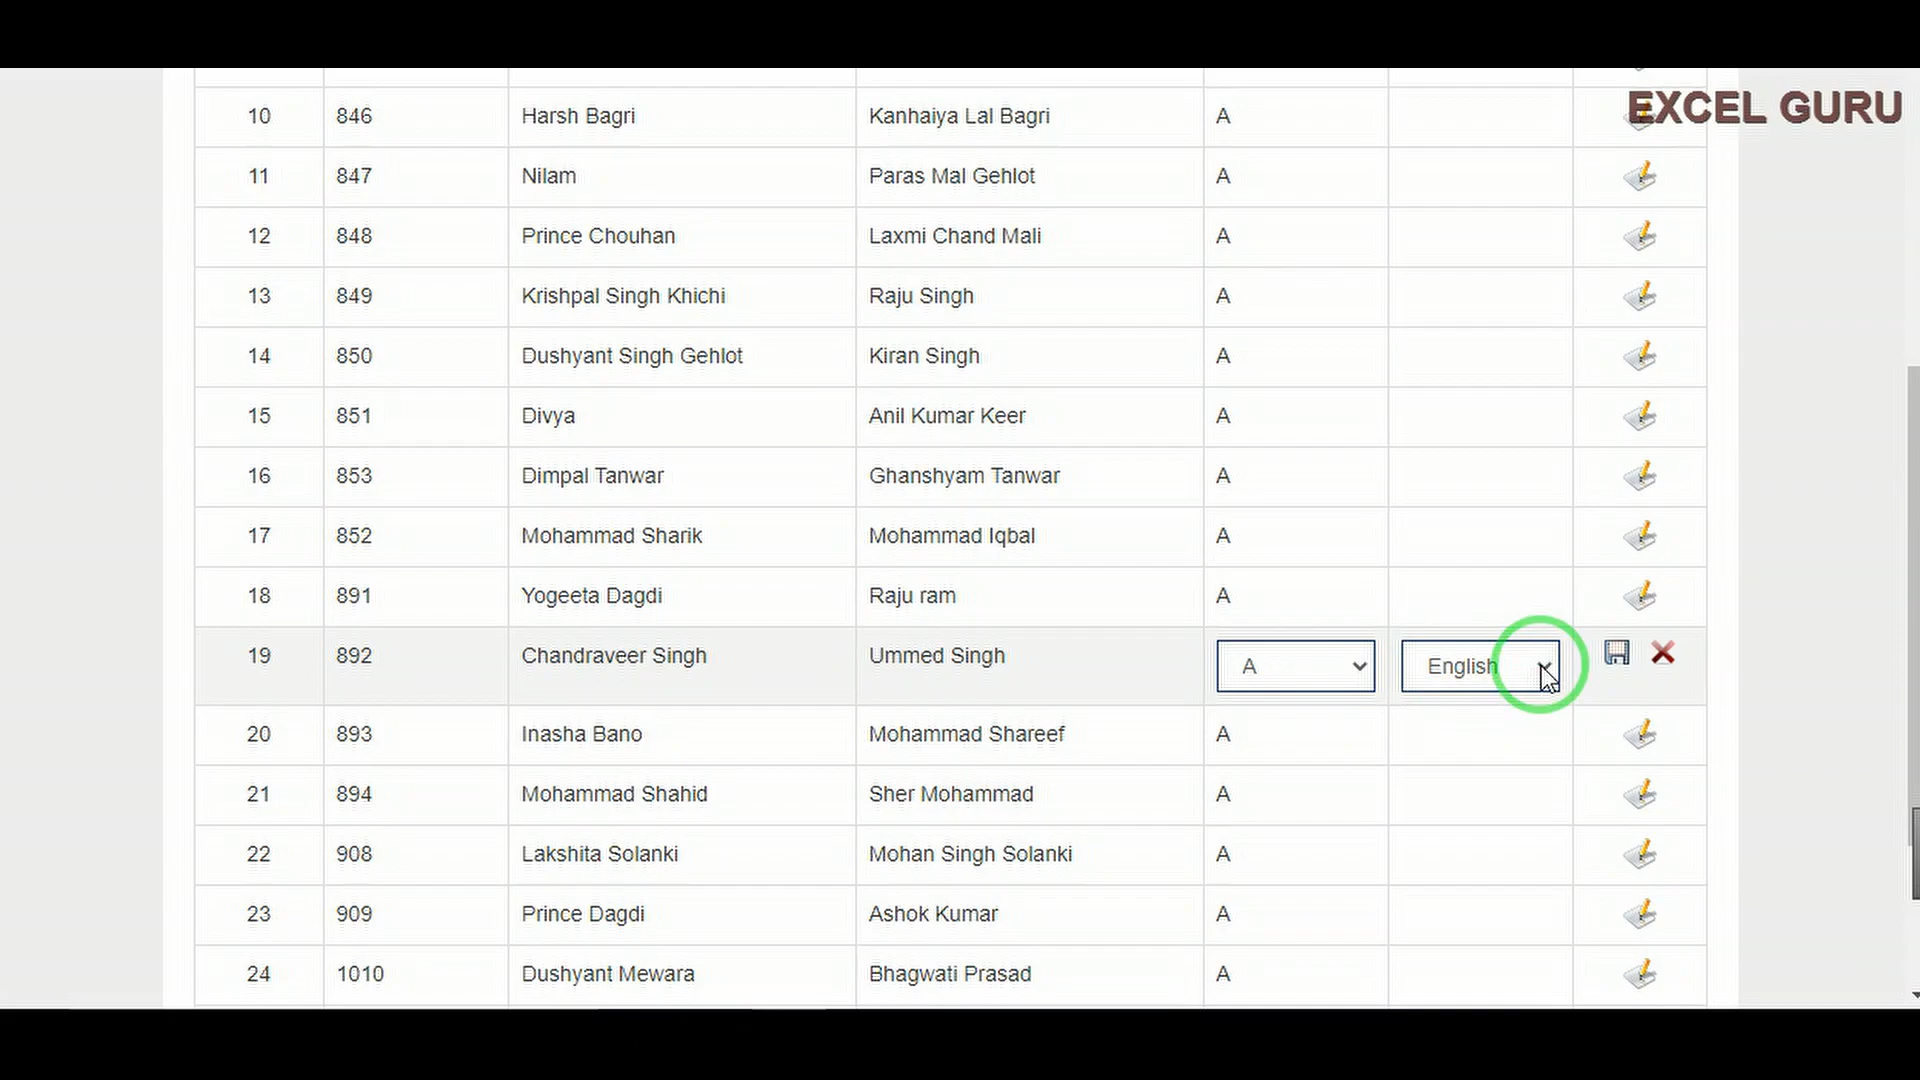 EXCEL GURU
10 846 Harsh Bagri Kanhaiya Lal Bagri A
11 847 Nilam Paras Mal Gehlot A
12 848 Prince Chouhan Laxmi Chand Mali A
13 849 Krishpal Singh Khichi Raju Singh A
14 850 Dushyant Singh Gehlot Kiran Singh A
15 851 Divya Anil Kumar Keer A
16 853 Dimpal Tanwar Ghanshyam Tanwar A
17 852 Mohammad Sharik Mohammad Iqbal A
18 891 Yogeeta Dagdi Raju ram A
19 892 Chandraveer Singh Ummed Singh A English
20 893 Inasha Bano Mohammad Shareef A
21 894 Mohammad Shahid Sher Mohammad A
22 908 Lakshita Solanki Mohan Singh Solanki A
23 909 Prince Dagdi Ashok Kumar A
24 1010 Dushyant Mewara Bhagwati Prasad A